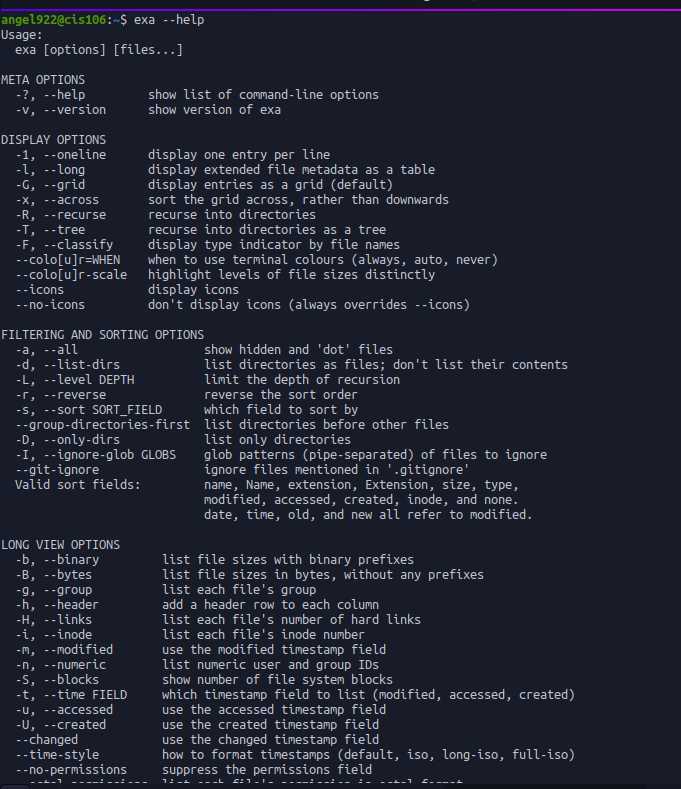 angel922@cis106:~$ exa --help
Usage:
  exa [options] [files...]

META OPTIONS
  -?, --help         show list of command-line options
  -v, --version      show version of exa

DISPLAY OPTIONS
  -1, --oneline      display one entry per line
  -l, --long         display extended file metadata as a table
  -G, --grid         display entries as a grid (default)
  -x, --across       sort the grid across, rather than downwards
  -R, --recurse      recurse into directories
  -T, --tree         recurse into directories as a tree
  -F, --classify     display type indicator by file names
  --colo[u]r=WHEN    when to use terminal colours (always, auto, never)
  --colo[u]r-scale   highlight levels of file sizes distinctly
  --icons            display icons
  --no-icons         don't display icons (always overrides --icons)

FILTERING AND SORTING OPTIONS
  -a, --all                  show hidden and 'dot' files
  -d, --list-dirs            list directories as files; don't list their contents
  -L, --level DEPTH          limit the depth of recursion
  -r, --reverse              reverse the sort order
  -s, --sort SORT_FIELD      which field to sort by
  --group-directories-first  list directories before other files
  -D, --only-dirs            list only directories
  -I, --ignore-glob GLOBS    glob patterns (pipe-separated) of files to ignore
  --git-ignore               ignore files mentioned in '.gitignore'
  Valid sort fields:         name, Name, extension, Extension, size, type,
                             modified, accessed, created, inode, and none.
                             date, time, old, and new all refer to modified.

LONG VIEW OPTIONS
  -b, --binary         list file sizes with binary prefixes
  -B, --bytes          list file sizes in bytes, without any prefixes
  -g, --group          list each file's group
  -h, --header         add a header row to each column
  -H, --links          list each file's number of hard links
  -i, --inode          list each file's inode number
  -m, --modified       use the modified timestamp field
  -n, --numeric        list numeric user and group IDs
  -S, --blocks         show number of file system blocks
  -t, --time FIELD     which timestamp field to list (modified, accessed, created)
  -u, --accessed       use the accessed timestamp field
  -U, --created        use the created timestamp field
  --changed            use the changed timestamp field
  --time-style         how to format timestamps (default, iso, long-iso, full-iso)
  --no-permissions     suppress the permissions field
  --octal-permissions  list each file's permission in octal format